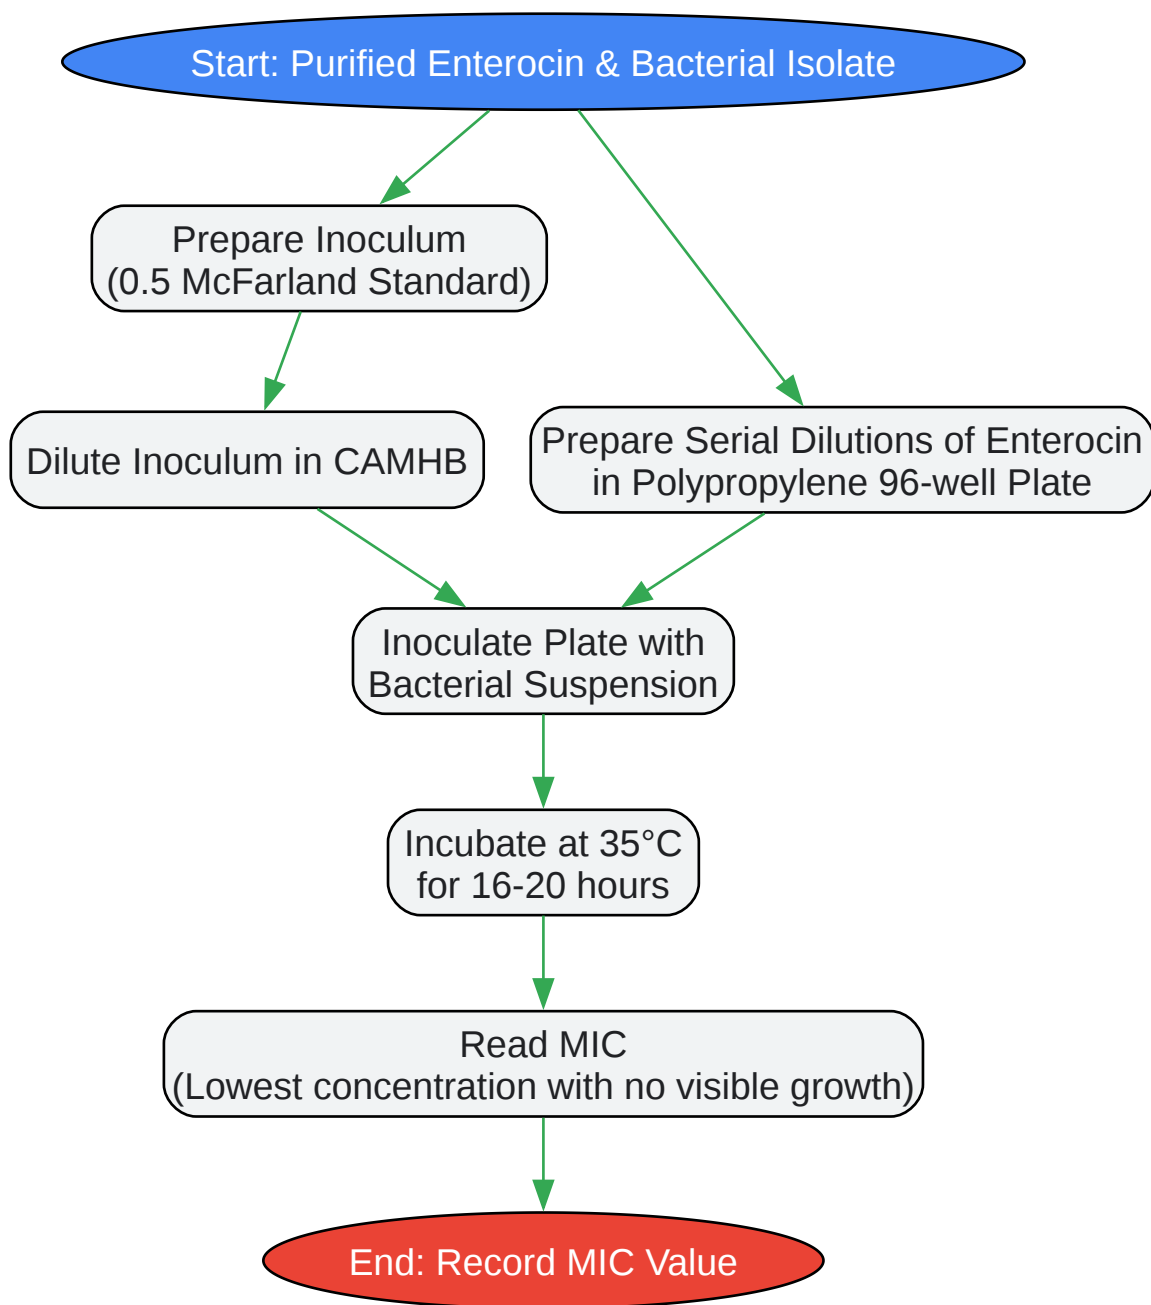 Start: Purified Enterocin & Bacterial Isolate
Prepare Inoculum
(0.5 McFarland Standard)
Dilute Inoculum in CAMHB
Prepare Serial Dilutions of Enterocin
in Polypropylene 96-well Plate
Inoculate Plate with
Bacterial Suspension
Incubate at 35°C
for 16-20 hours
Read MIC
(Lowest concentration with no visible growth)
End: Record MIC Value